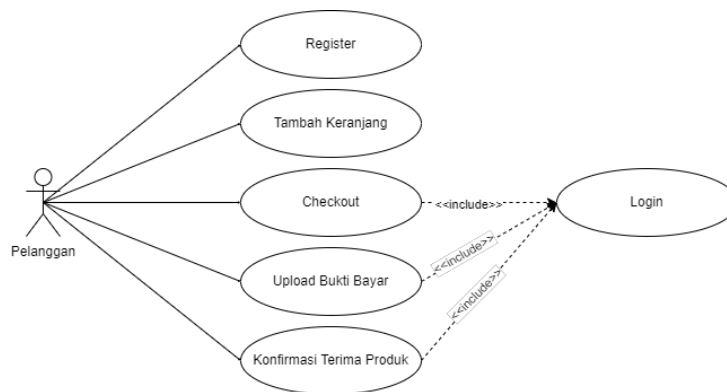 Register
Tambah Keranjang
Checkout
<<include>>
Login
Pelanggan
Upload Bukti Bayar
<<include>>
Konfirmasi Terima Produk
<<include>>